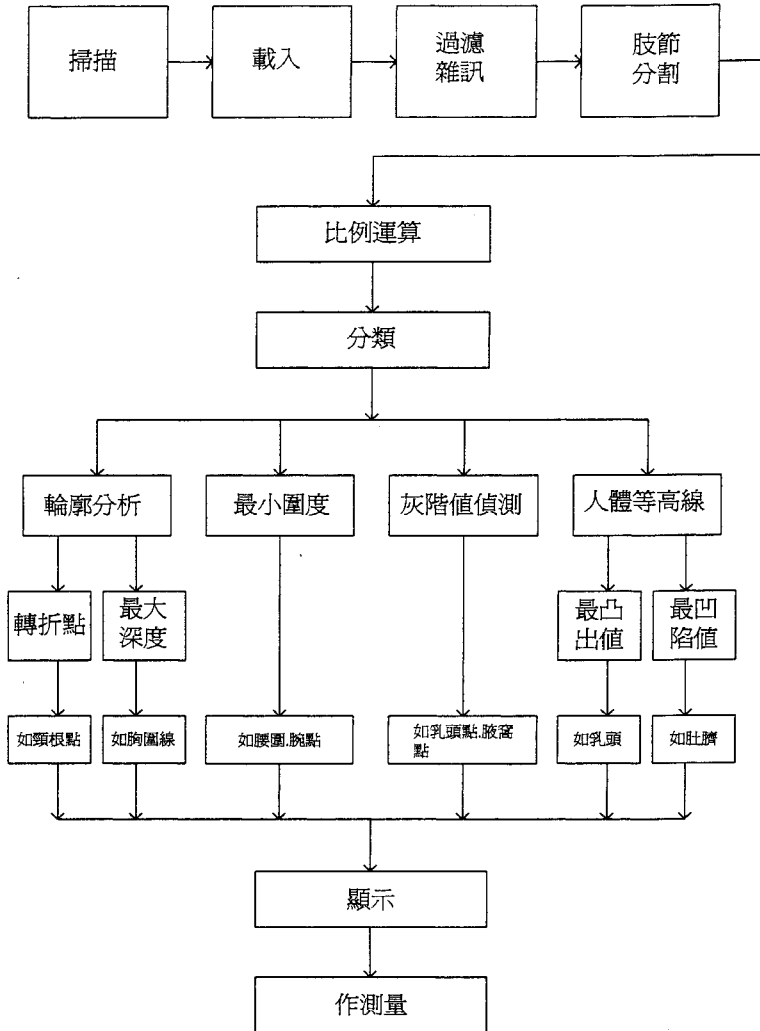 掃描
載入
過濾
雜訊
肢節
分割
比例運算
分類
輪廓分析
最小圍度
灰階值偵測
人體等高線
轉折點
最大
深度
最凸
出值
最凹
陷值
如頸根點
如胸圍線
如腰圍.腕點
如乳頭點.腋窩
點
如乳頭
如肚臍
顯示
作測量